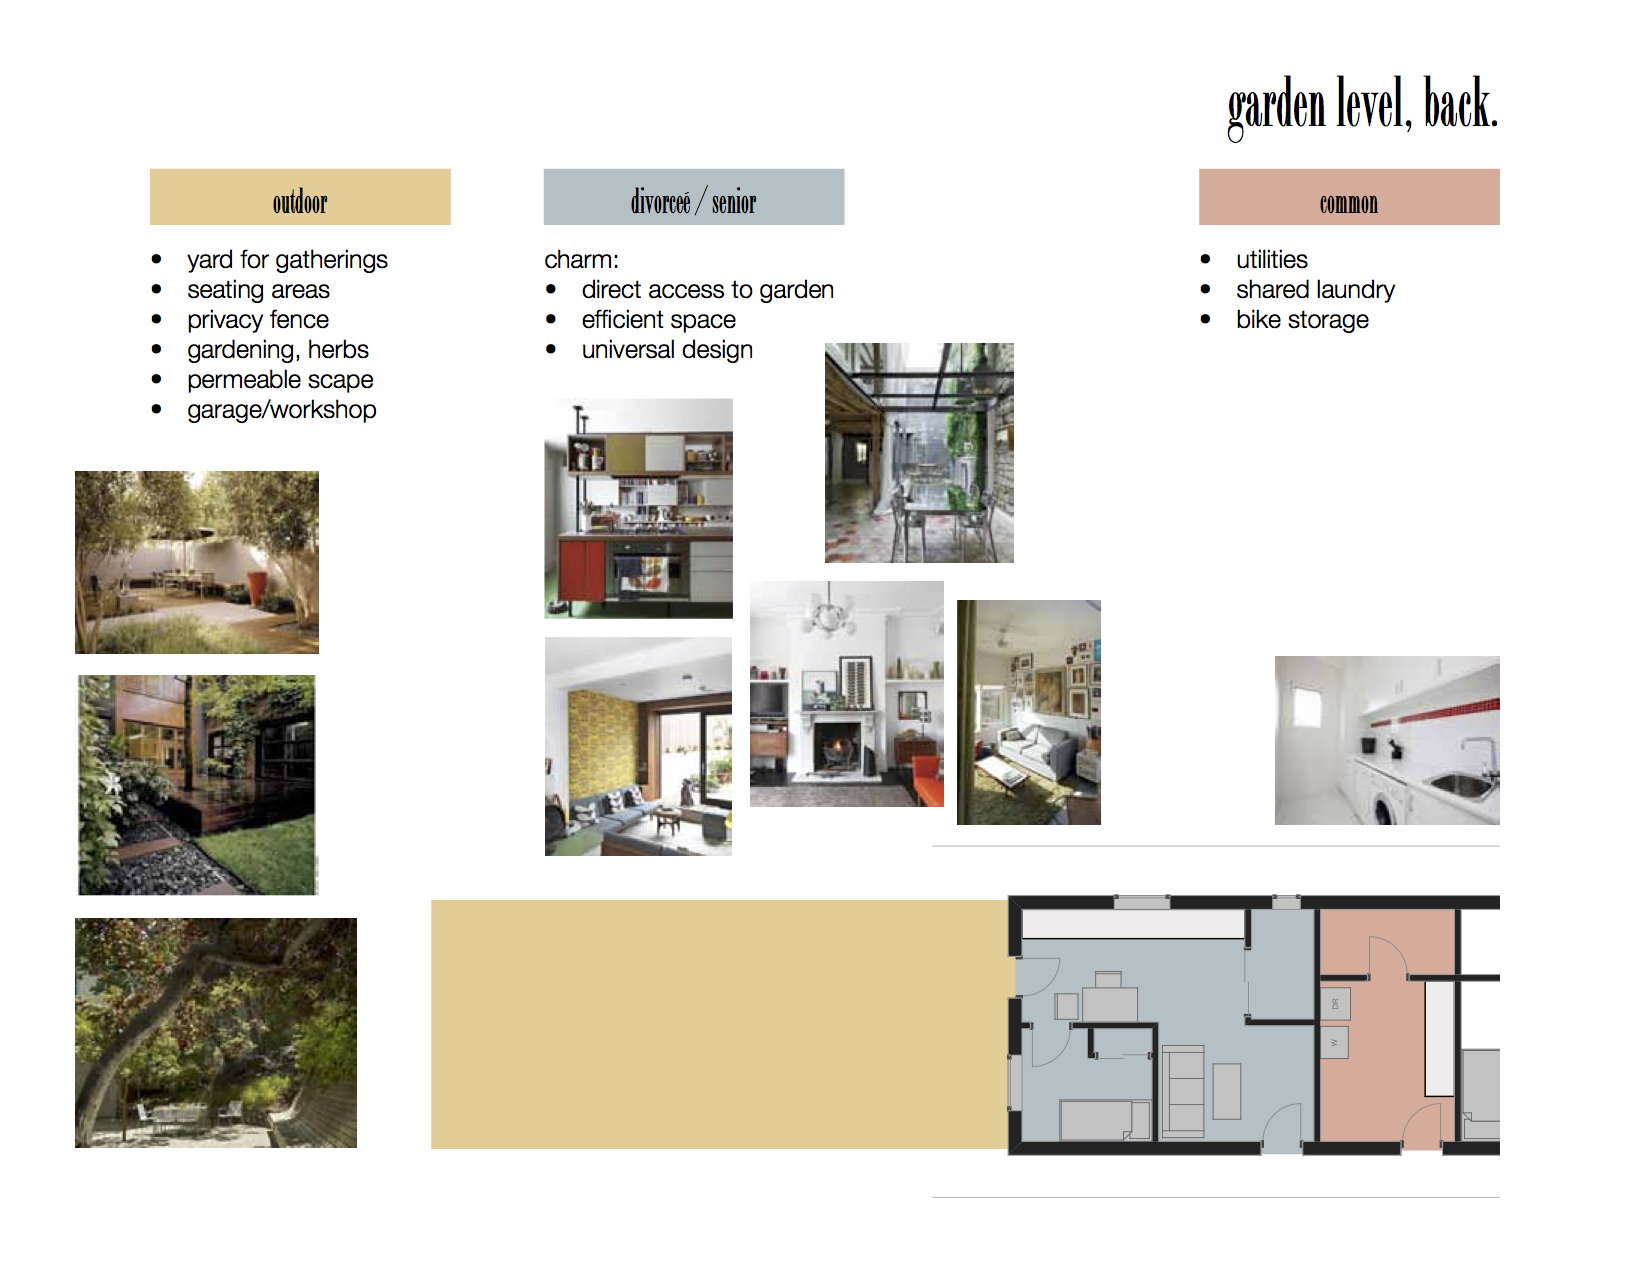 garden level, back.
outdoor
• yard for gatherings
• seating areas
• privacy fence
• gardening, herbs
• permeable scape
• garage/workshop
divorceé / senior
charm:
• direct access to garden
• efficient space
• universal design
common
• utilities
• shared laundry
• bike storage
DR
W